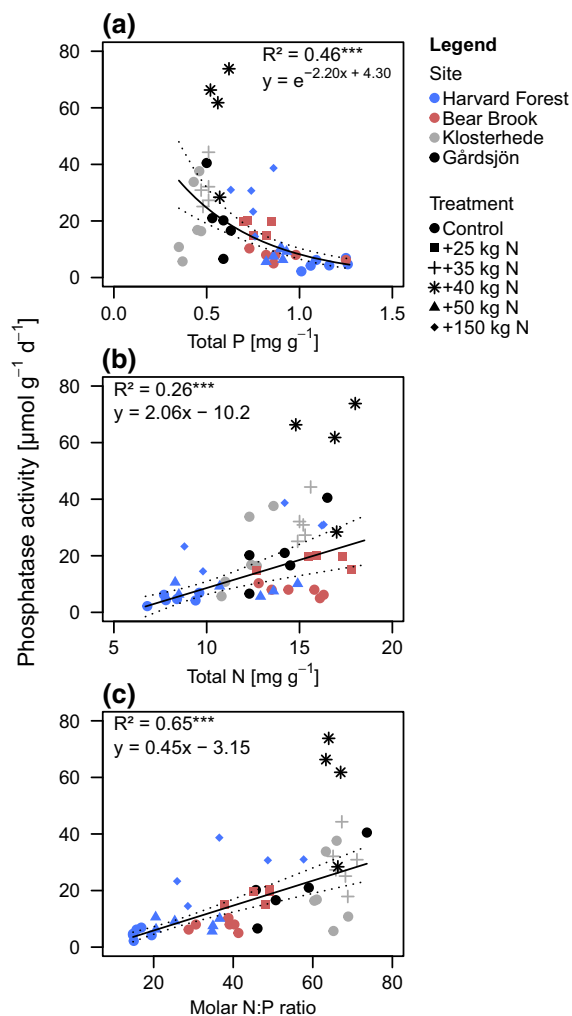 (a)
R² = 0.46***
y = e^−2.20x + 4.30
80
60
40
20
0
0.0 0.5 1.0 1.5
Total P [mg g⁻¹]
Legend
Site
Harvard Forest
Bear Brook
Klosterhede
Gårdsjön
Treatment
Control
+25 kg N
+35 kg N
+40 kg N
+50 kg N
+150 kg N
Phosphatase activity [µmol g⁻¹ d⁻¹]
(b)
R² = 0.26***
y = 2.06x − 10.2
80
60
40
20
0
5 10 15 20
Total N [mg g⁻¹]
(c)
R² = 0.65***
y = 0.45x − 3.15
80
60
40
20
0
20 40 60 80
Molar N:P ratio